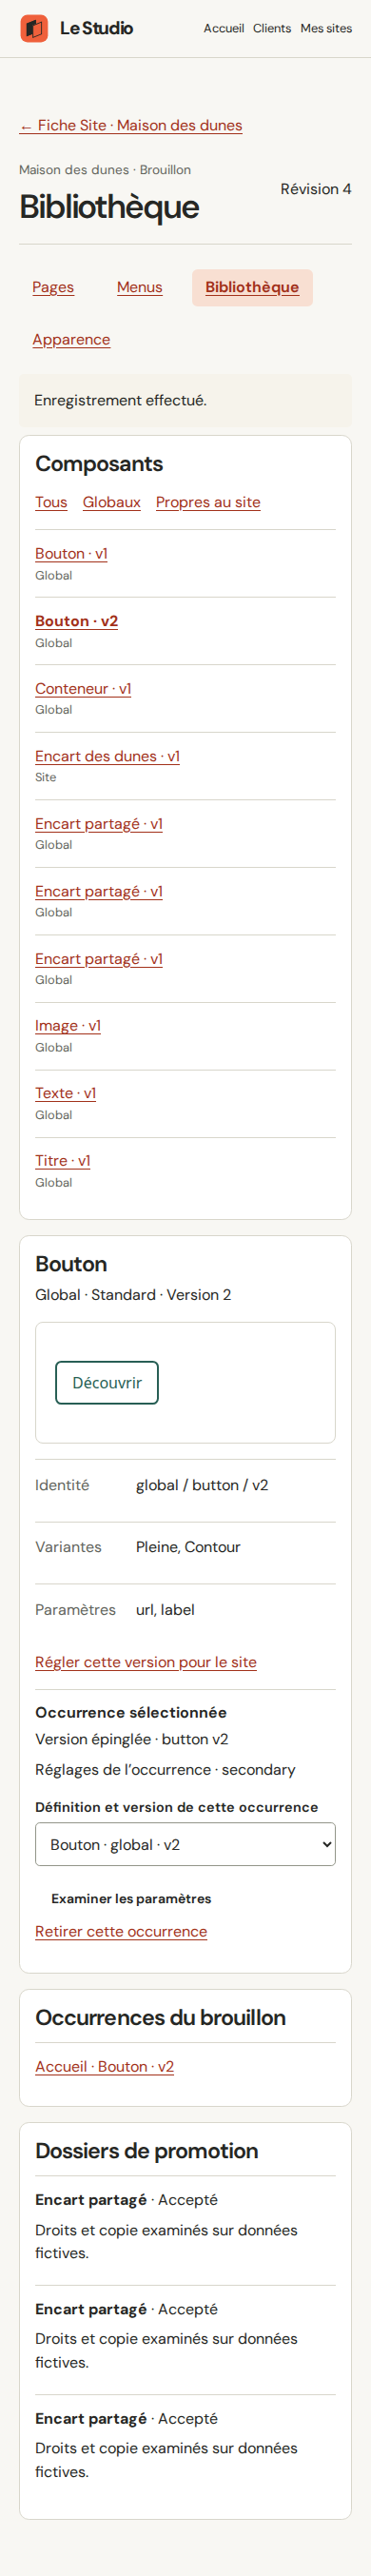 Le Studio
Accueil Clients Mes sites
← Fiche Site · Maison des dunes
Maison des dunes · Brouillon
Bibliothèque
Révision 4
Pages Menus Bibliothèque
Apparence
Enregistrement effectué.
Composants
Tous Globaux Propres au site
Bouton · v1
Global
Bouton · v2
Global
Conteneur · v1
Global
Encart des dunes · v1
Site
Encart partagé · v1
Global
Encart partagé · v1
Global
Encart partagé · v1
Global
Image · v1
Global
Texte · v1
Global
Titre · v1
Global
Bouton
Global · Standard · Version 2
Découvrir
Identité global / button / v2
Variantes Pleine, Contour
Paramètres url, label
Régler cette version pour le site
Occurrence sélectionnée
Version épinglée · button v2
Réglages de l’occurrence · secondary
Définition et version de cette occurrence
Bouton · global · v2
Examiner les paramètres
Retirer cette occurrence
Occurrences du brouillon
Accueil · Bouton · v2
Dossiers de promotion
Encart partagé · Accepté
Droits et copie examinés sur données
fictives.
Encart partagé · Accepté
Droits et copie examinés sur données
fictives.
Encart partagé · Accepté
Droits et copie examinés sur données
fictives.